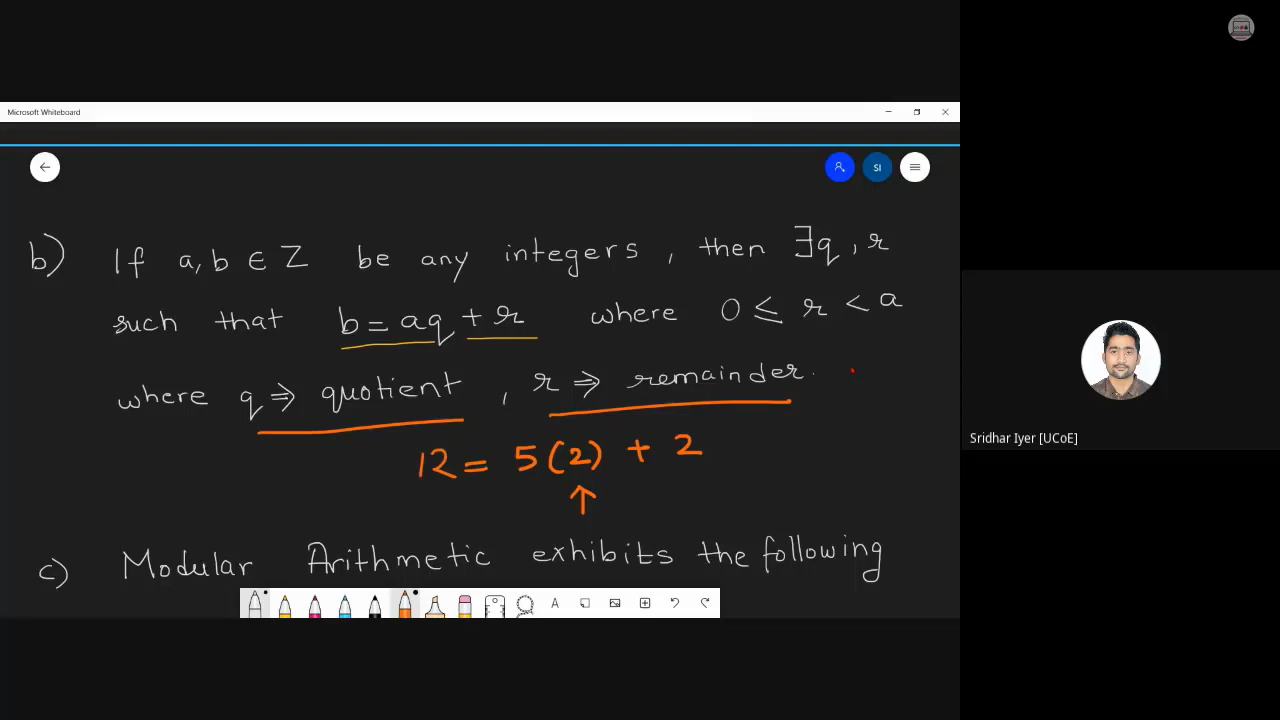 Microsoft Whiteboard
SI
b) If a, b ∈ Z be any integers, then ∃q, r
such that b = aq + r where 0 ≤ r < a
where q ⇒ quotient, r ⇒ remainder.
12 = 5(2) + 2
↑
c) Modular Arithmetic exhibits the following
Sridhar Iyer [UCoE]